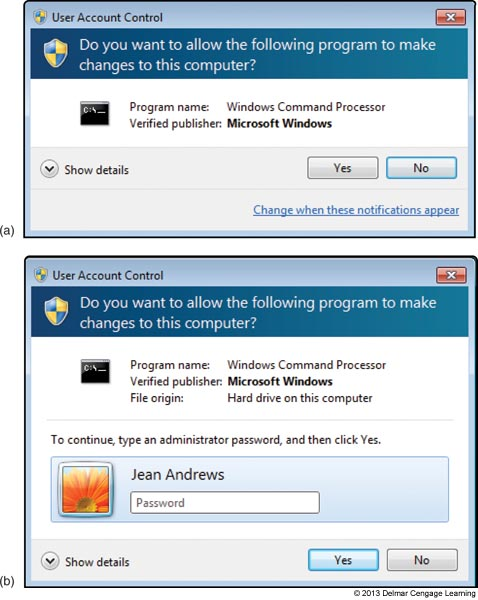 User Account Control
Do you want to allow the following program to make
changes to this computer?
C:\_
Program name: Windows Command Processor
Verified publisher: Microsoft Windows
Show details
Yes
No
Change when these notifications appear
(a)
User Account Control
Do you want to allow the following program to make
changes to this computer?
C:\_
Program name: Windows Command Processor
Verified publisher: Microsoft Windows
File origin: Hard drive on this computer
To continue, type an administrator password, and then click Yes.
Jean Andrews
Password
Show details
Yes
No
(b)
© 2013 Delmar Cengage Learning